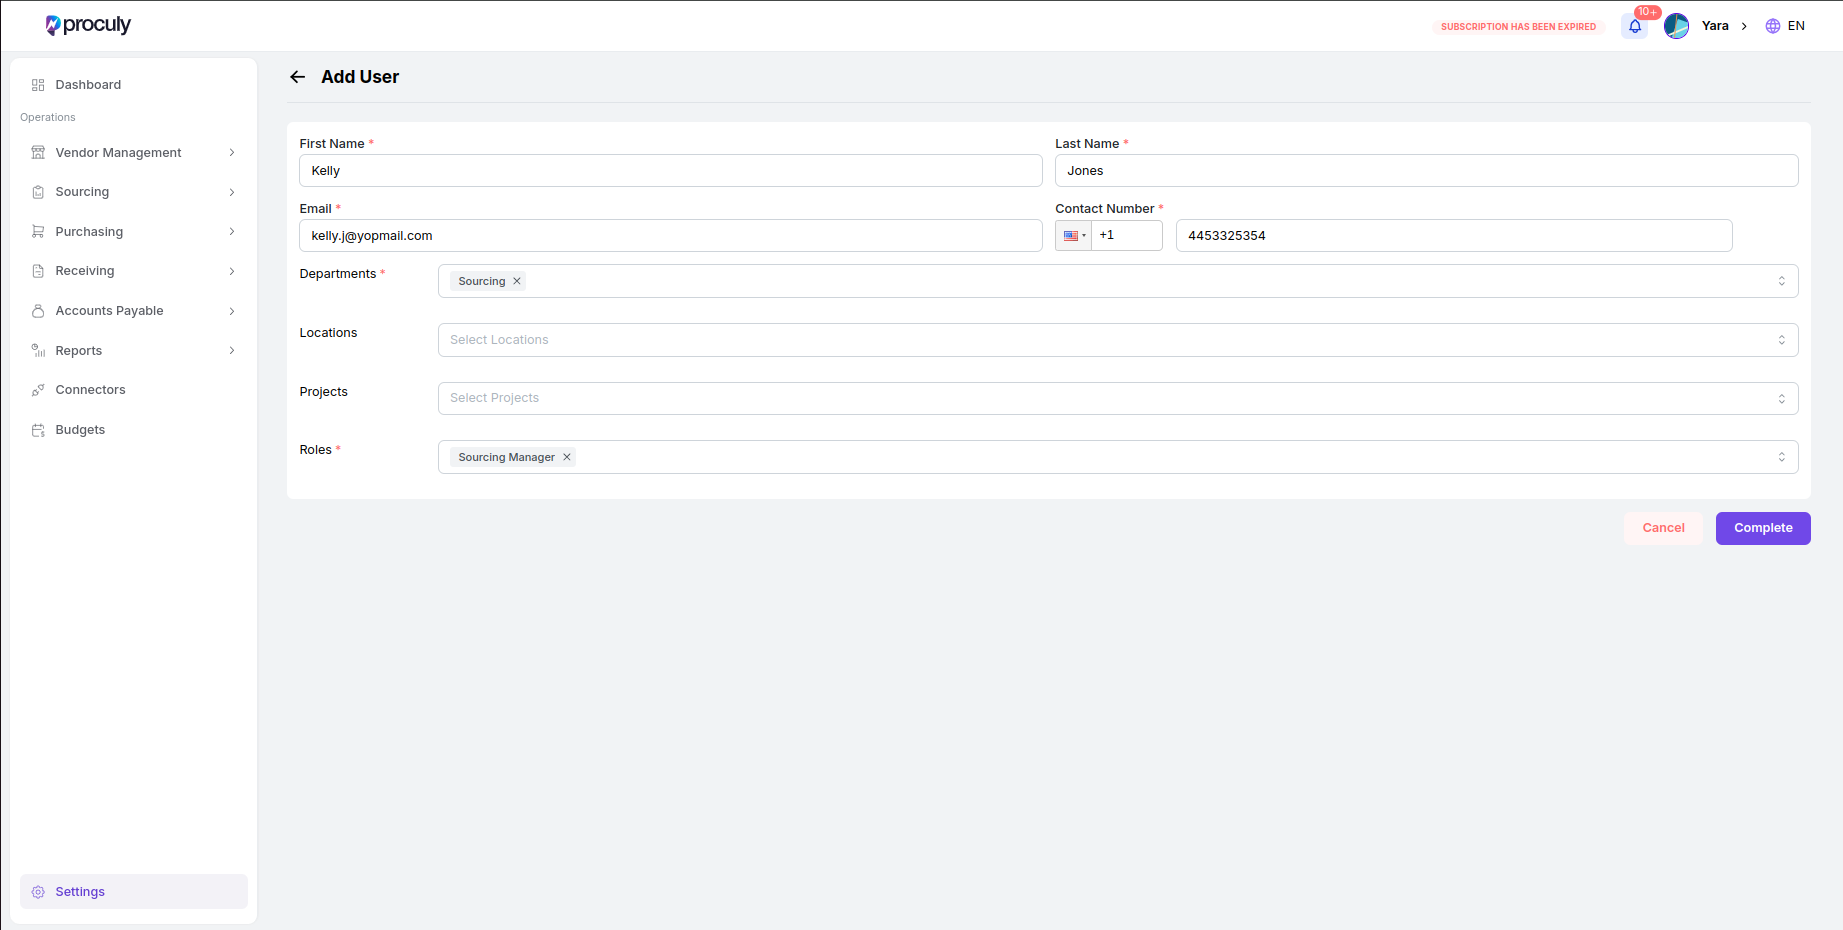 proculy
SUBSCRIPTION HAS BEEN EXPIRED
10+
Yara
EN
Dashboard
Operations
Vendor Management
Sourcing
Purchasing
Receiving
Accounts Payable
Reports
Connectors
Budgets
Settings
Add User
First Name *
Kelly
Last Name *
Jones
Email *
kelly.j@yopmail.com
Contact Number *
+1
4453325354
Departments *
Sourcing
Locations
Select Locations
Projects
Select Projects
Roles *
Sourcing Manager
Cancel
Complete